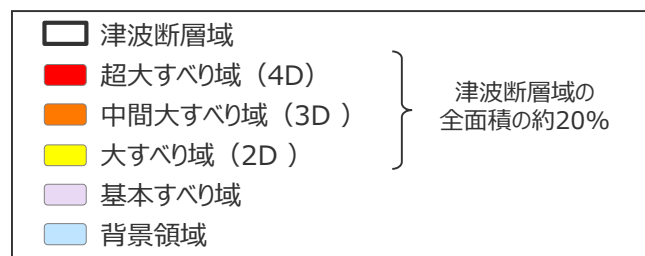 津波断層域
超大すべり域（4D）
中間大すべり域（3D ）
大すべり域（2D ）
津波断層域の
全面積の約20%
基本すべり域
背景領域